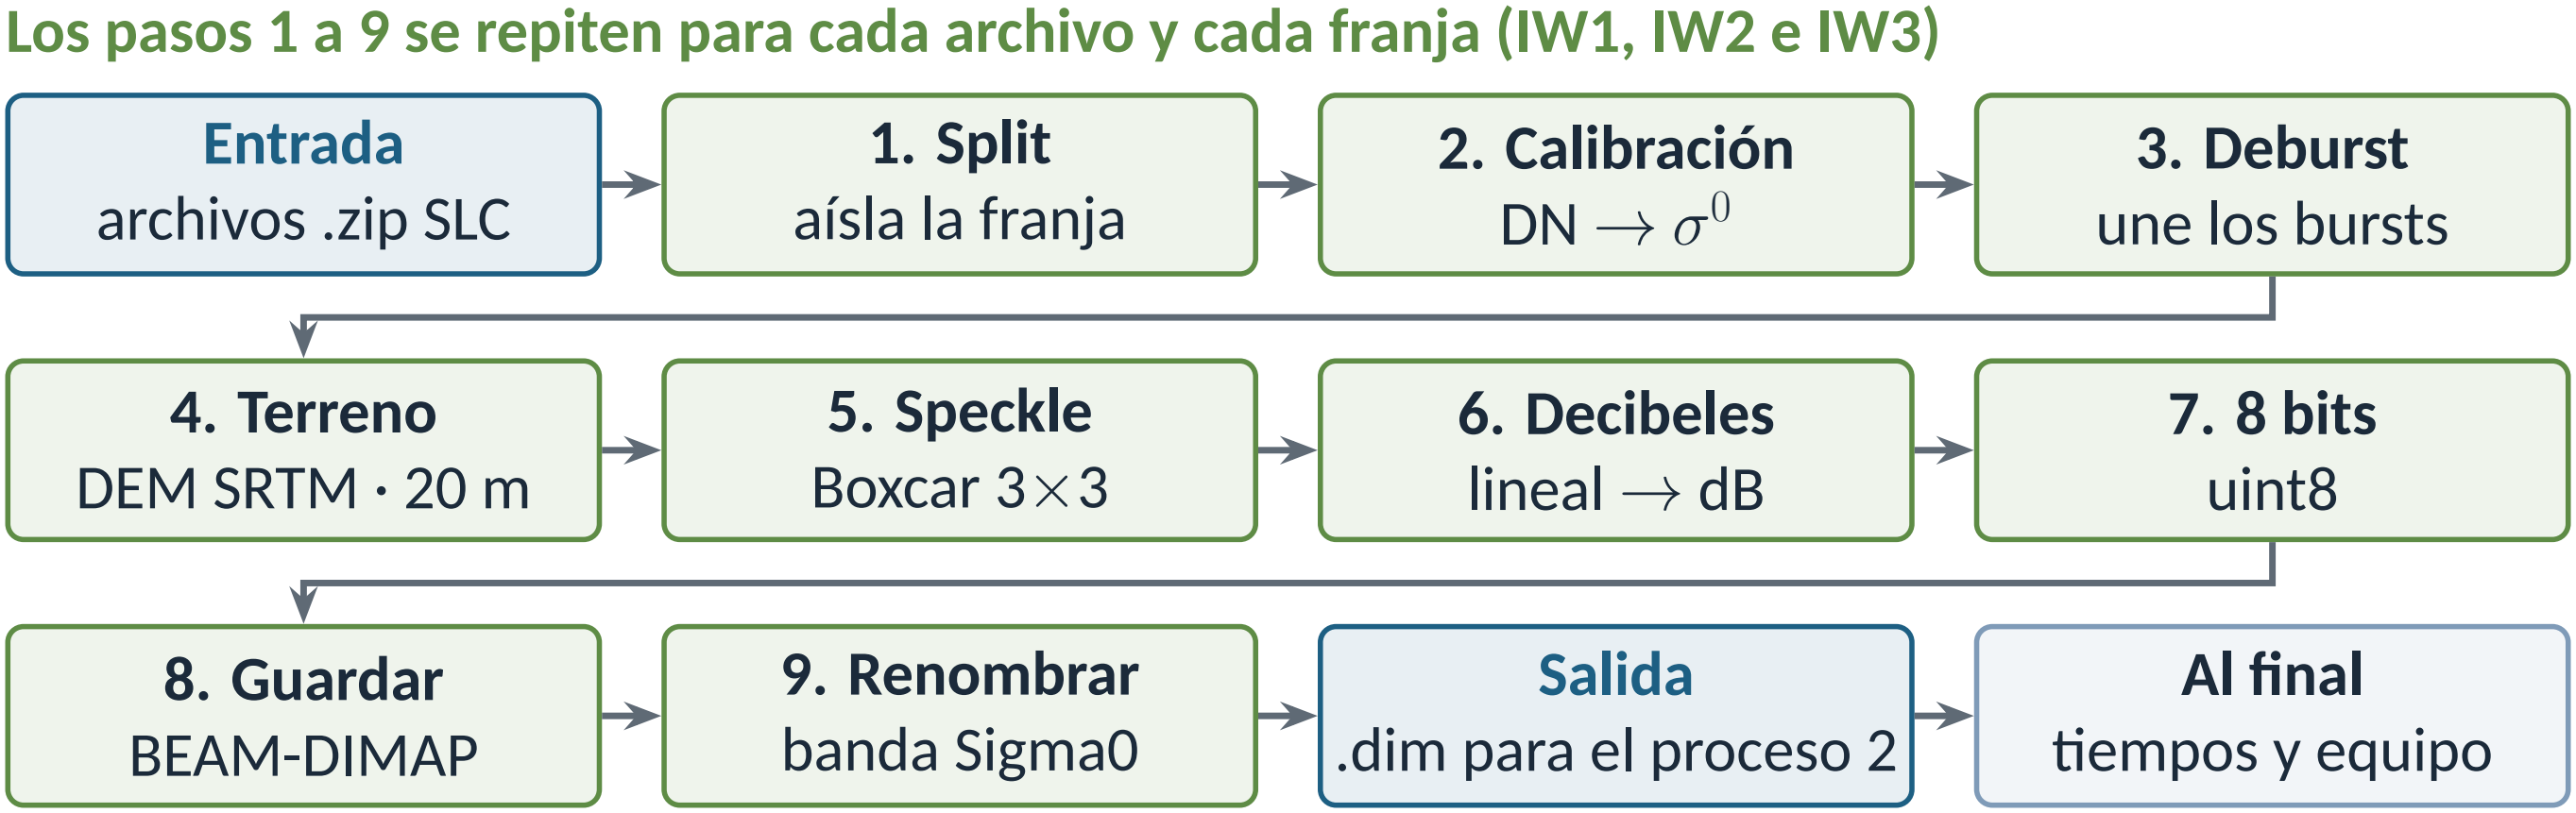 Los pasos 1 a 9 se repiten para cada archivo y cada franja (IW1, IW2 e IW3)
Entrada
archivos .zip SLC
1. Split
aísla la franja
2. Calibración
DN → σ⁰
3. Deburst
une los bursts
4. Terreno
DEM SRTM · 20 m
5. Speckle
Boxcar 3×3
6. Decibeles
lineal → dB
7. 8 bits
uint8
8. Guardar
BEAM-DIMAP
9. Renombrar
banda Sigma0
Salida
.dim para el proceso 2
Al final
tiempos y equipo